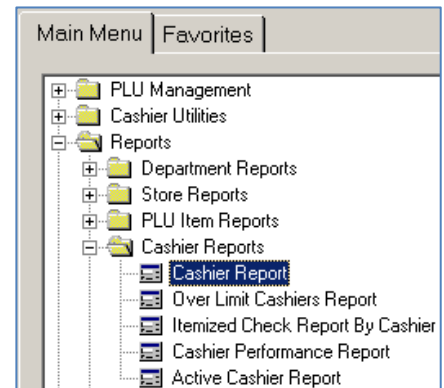 Main Menu Favorites
PLU Management
Cashier Utilities
Reports
Department Reports
Store Reports
PLU Item Reports
Cashier Reports
Cashier Report
Over Limit Cashiers Report
Itemized Check Report By Cashier
Cashier Performance Report
Active Cashier Report